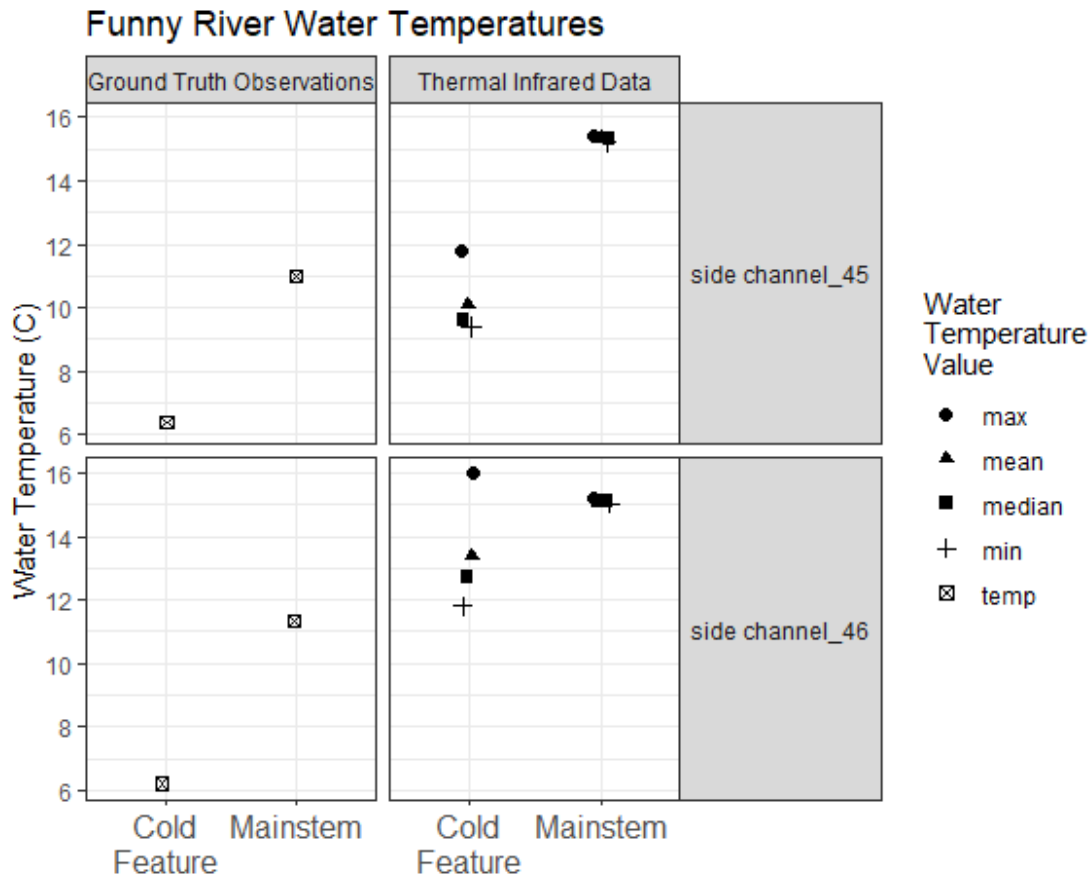 Funny River Water Temperatures
Ground Truth Observations
Thermal Infrared Data
Water Temperature (C)
16
14
12
10
8
6
side channel_45
16
14
12
10
8
6
side channel_46
Cold
Feature
Mainstem
Cold
Feature
Mainstem
Water
Temperature
Value
max
mean
median
min
temp